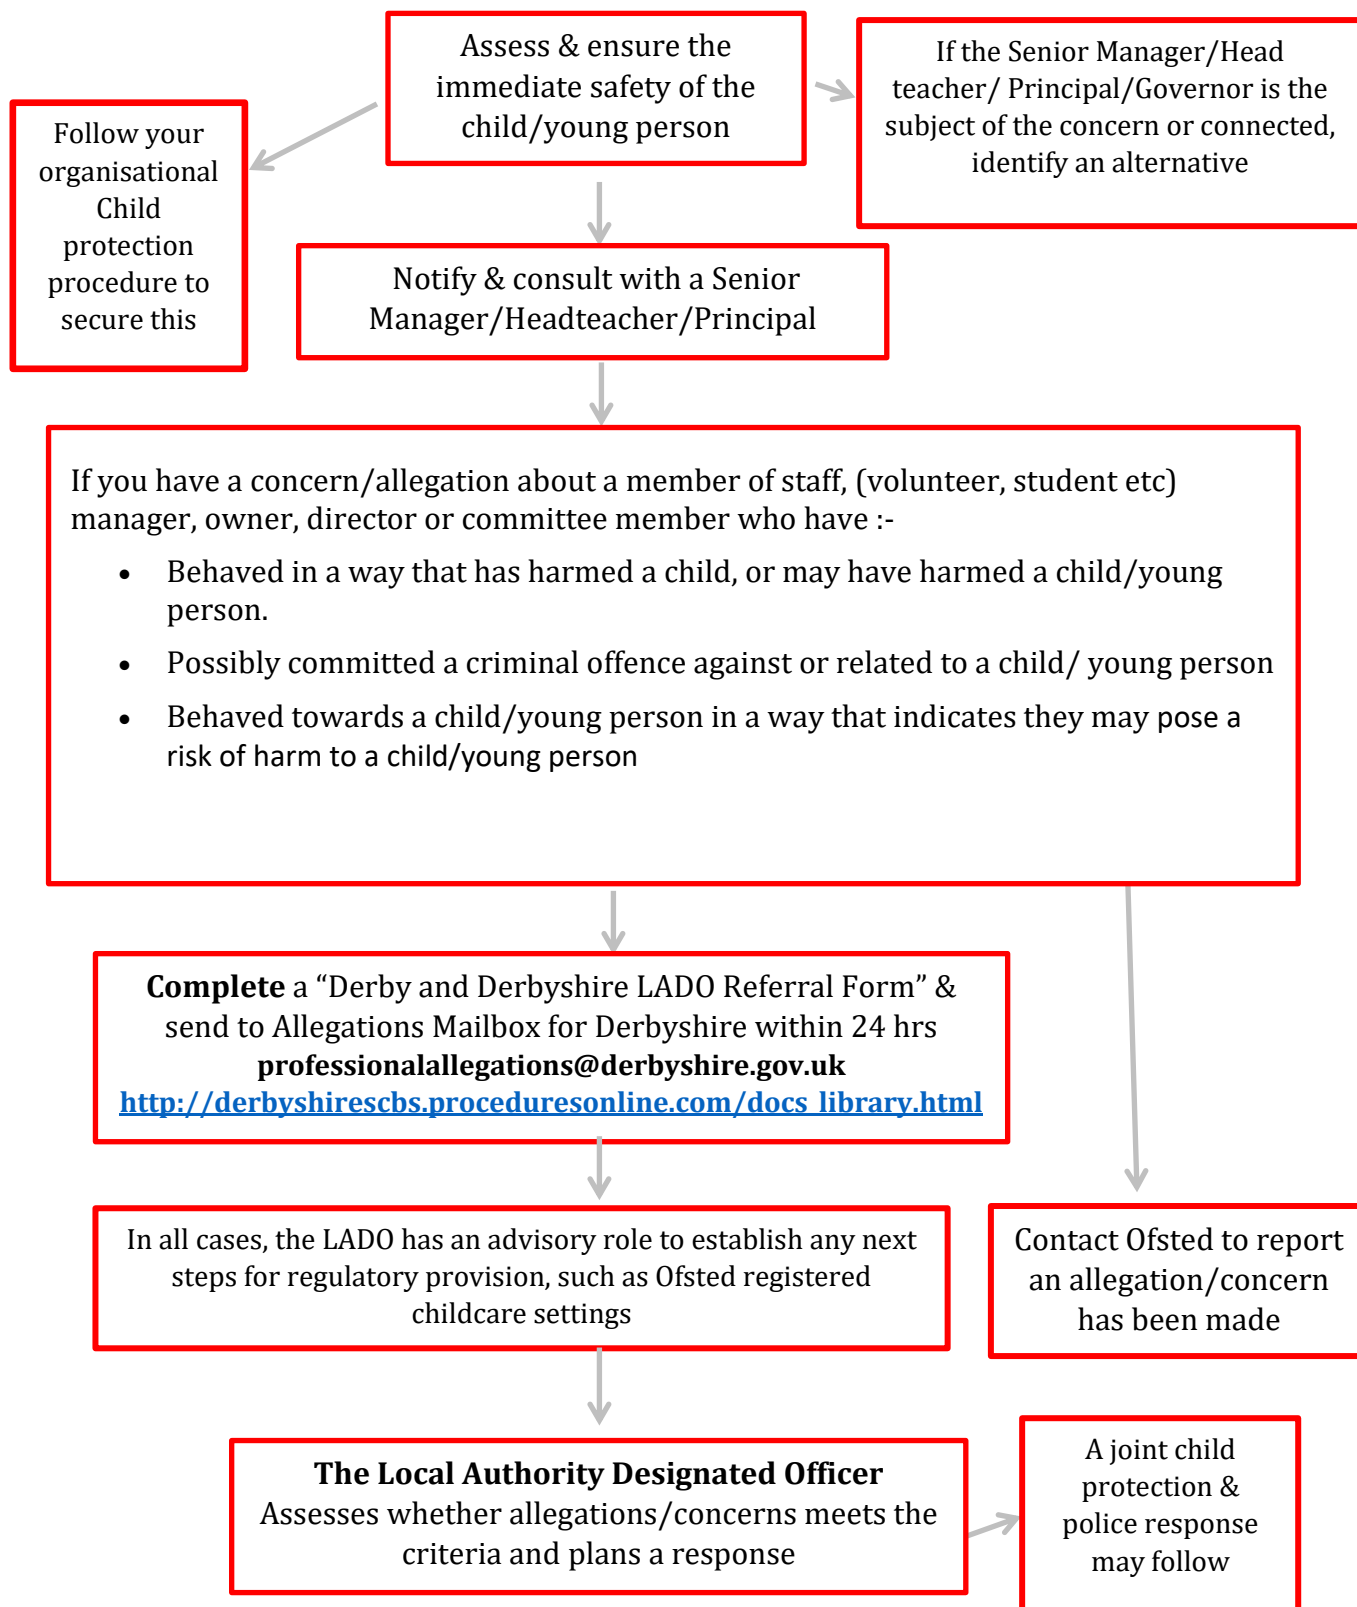 Assess & ensure the
immediate safety of the
child/young person
If the Senior Manager/Head
teacher/ Principal/Governor is the
subject of the concern or connected,
identify an alternative
Follow your
organisational
Child
protection
procedure to
secure this
Notify & consult with a Senior
Manager/Headteacher/Principal
If you have a concern/allegation about a member of staff, (volunteer, student etc)
manager, owner, director or committee member who have :-
• Behaved in a way that has harmed a child, or may have harmed a child/young
person.
• Possibly committed a criminal offence against or related to a child/ young person
• Behaved towards a child/young person in a way that indicates they may pose a
risk of harm to a child/young person
Complete a “Derby and Derbyshire LADO Referral Form” &
send to Allegations Mailbox for Derbyshire within 24 hrs
professionalallegations@derbyshire.gov.uk
http://derbyshirescbs.proceduresonline.com/docs_library.html
In all cases, the LADO has an advisory role to establish any next
steps for regulatory provision, such as Ofsted registered
childcare settings
Contact Ofsted to report
an allegation/concern
has been made
The Local Authority Designated Officer
Assesses whether allegations/concerns meets the
criteria and plans a response
A joint child
protection &
police response
may follow